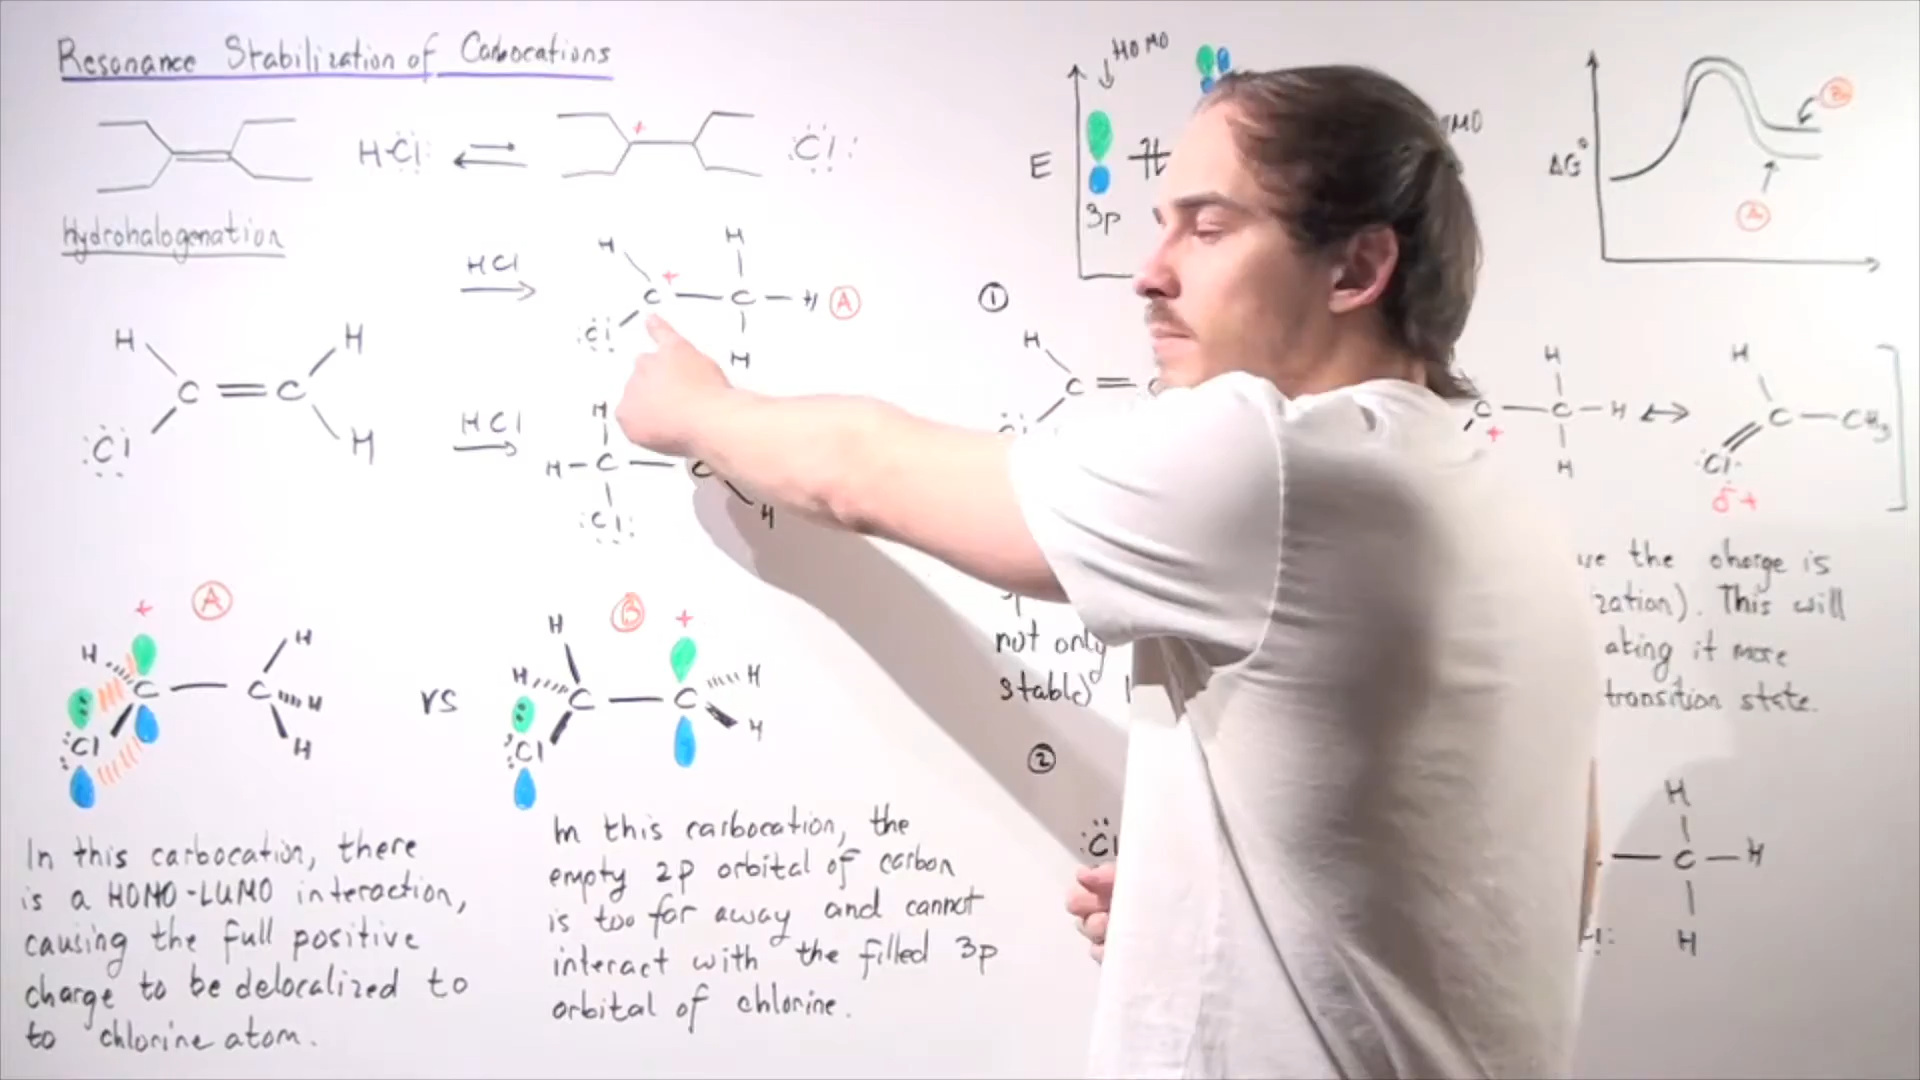 Resonance Stabilization of Carbocations
H-Cl:
+
:Cl:
Hydrohalogenation
HCl
H
H
+
C — C — H
A
:Cl
H
H
H
C = C
:Cl
H
HCl
H
H — C — C
:Cl:
H
+
A
H
C — C
H
H
H
:Cl
vs
B
+
H
H
C — C
H
H
:Cl
In this carbocation, there
is a HOMO-LUMO interaction,
causing the full positive
charge to be delocalized to
to chlorine atom.
In this carbocation, the
empty 2p orbital of carbon
is too far away and cannot
interact with the filled 3p
orbital of chlorine.
HOMO
E
3p
ΔG°
B
A
①
H
C =
C — C — H
+
H
H
H
C — CH3
Cl
δ+
the charge is
This will
not only
it more
stable)
transition state.
②
:Cl
H
— C — H
H